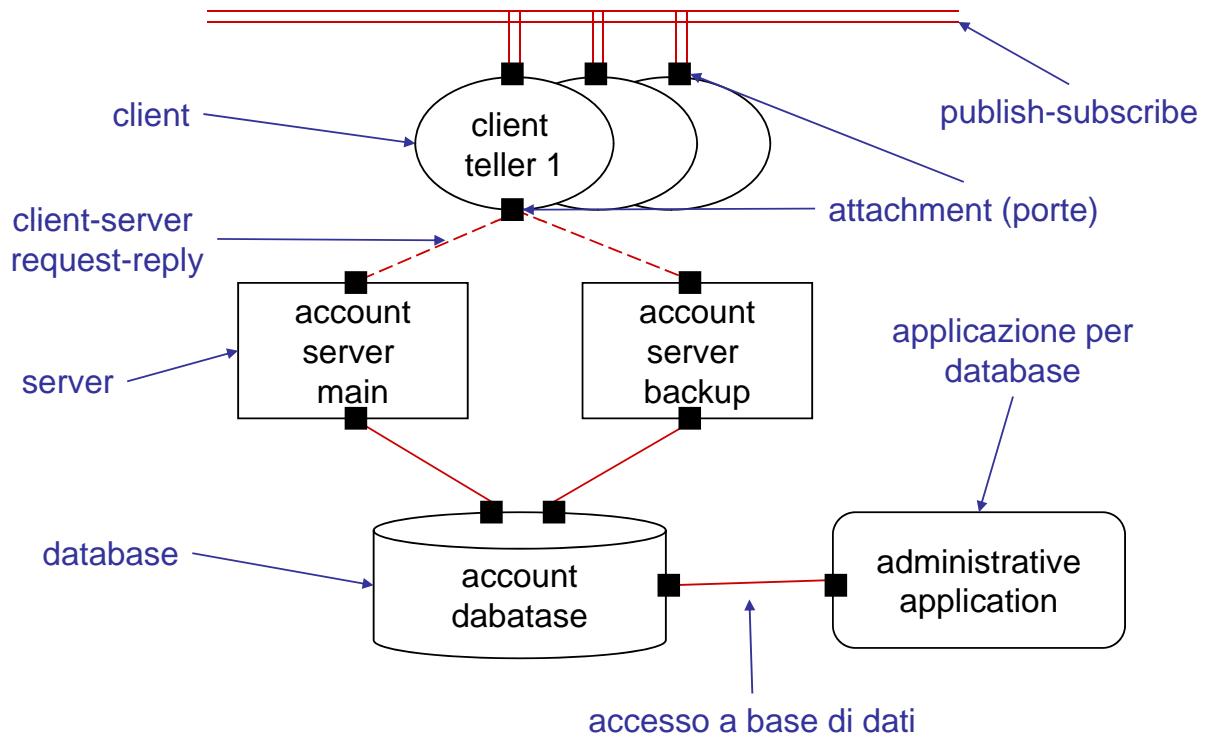 publish-subscribe
client
client
teller 1
attachment (porte)
client-server
request-reply
account
server
main
account
server
backup
applicazione per
database
server
database
account
dabatase
administrative
application
accesso a base di dati